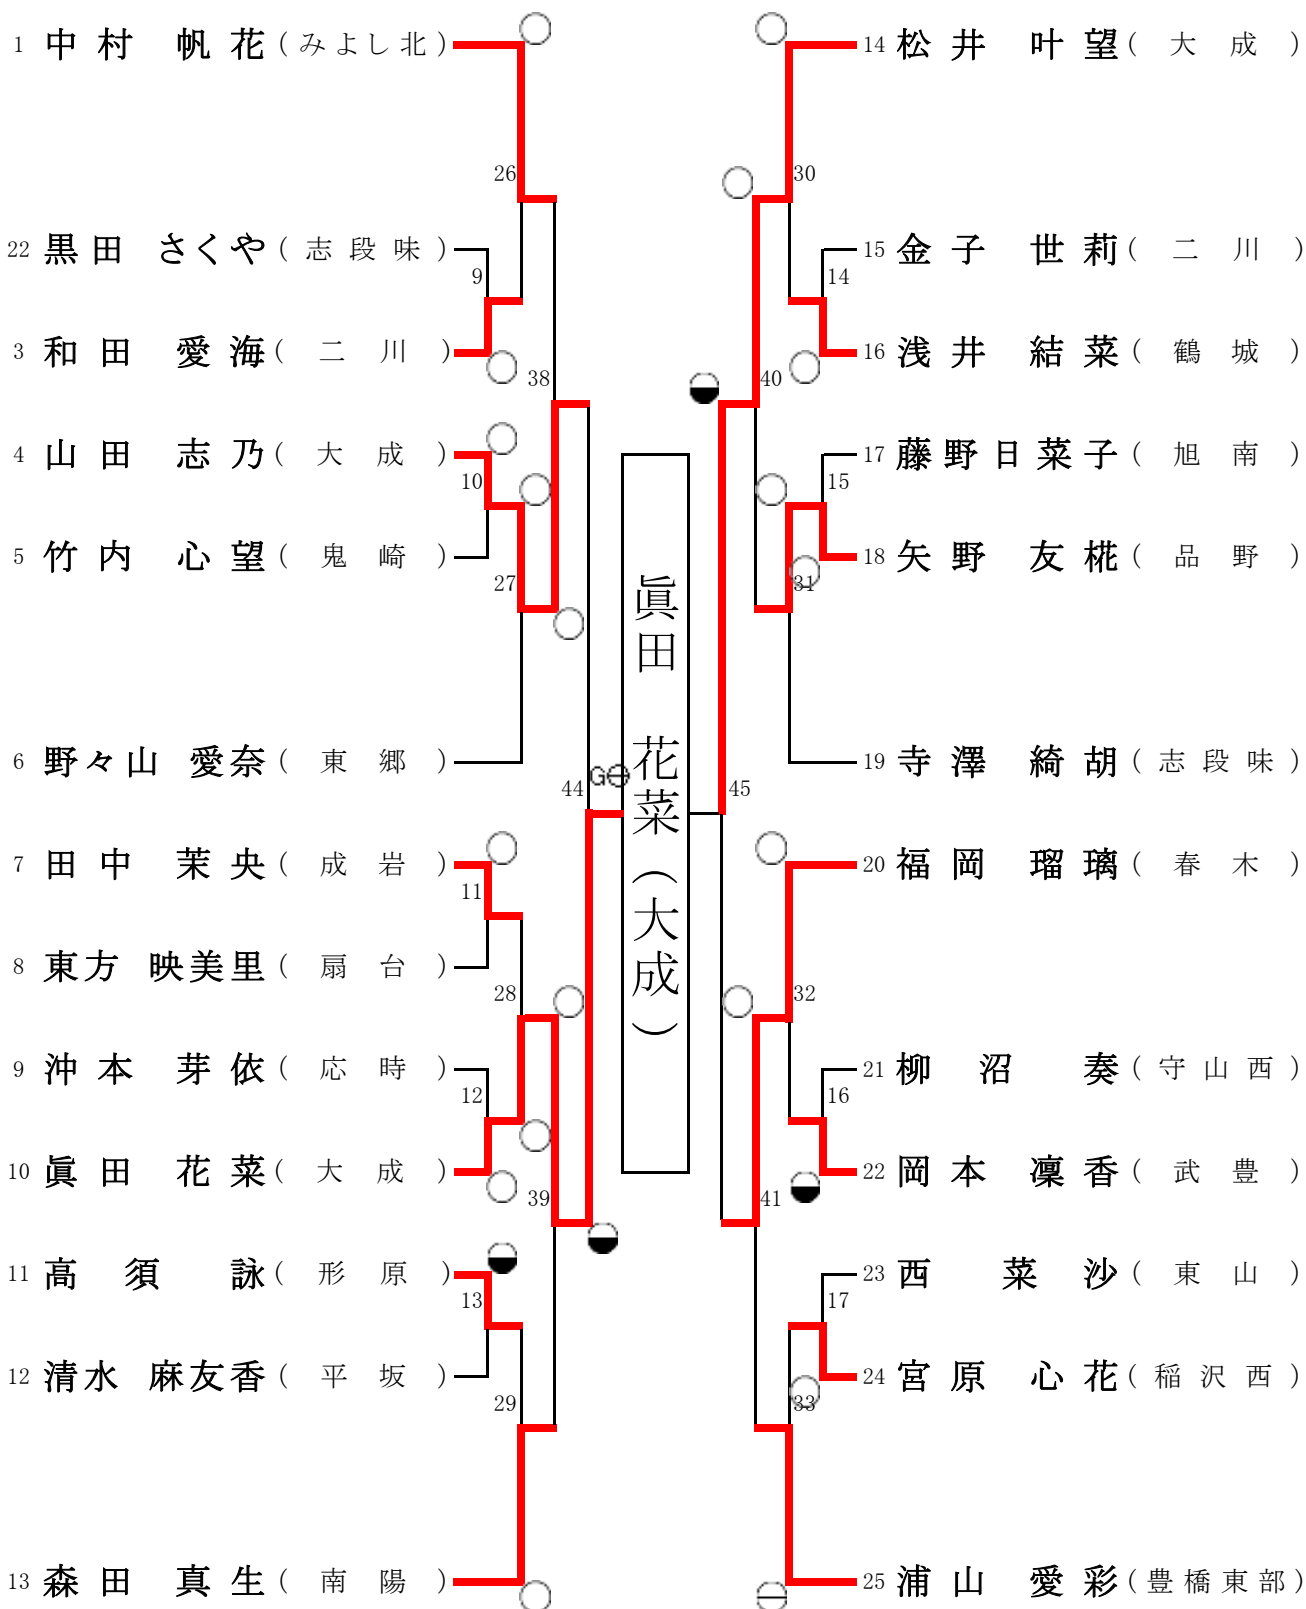 1 中村 帆花 (みよし北)
26
22 黒田 さくや (志段味)
9
3 和田 愛海 (二川)
38
4 山田 志乃 (大成)
10
5 竹内 心望 (鬼崎)
27
6 野々山 愛奈 (東郷)
44
7 田中 茉央 (成岩)
11
8 東方 映美里 (扇台)
28
9 沖本 芽依 (応時)
12
10 眞田 花菜 (大成)
39
11 高須 詠 (形原)
13
12 清水 麻友香 (平坂)
29
13 森田 真生 (南陽)
眞田 花菜(大成)
G
14 松井 叶望 (大成)
30
15 金子 世莉 (二川)
14
16 浅井 結菜 (鶴城)
40
17 藤野日菜子 (旭南)
15
18 矢野 友椛 (品野)
31
19 寺澤 綺胡 (志段味)
45
20 福岡 瑠璃 (春木)
32
21 柳沼 奏 (守山西)
16
22 岡本 凜香 (武豊)
41
23 西 菜沙 (東山)
17
24 宮原 心花 (稲沢西)
33
25 浦山 愛彩 (豊橋東部)